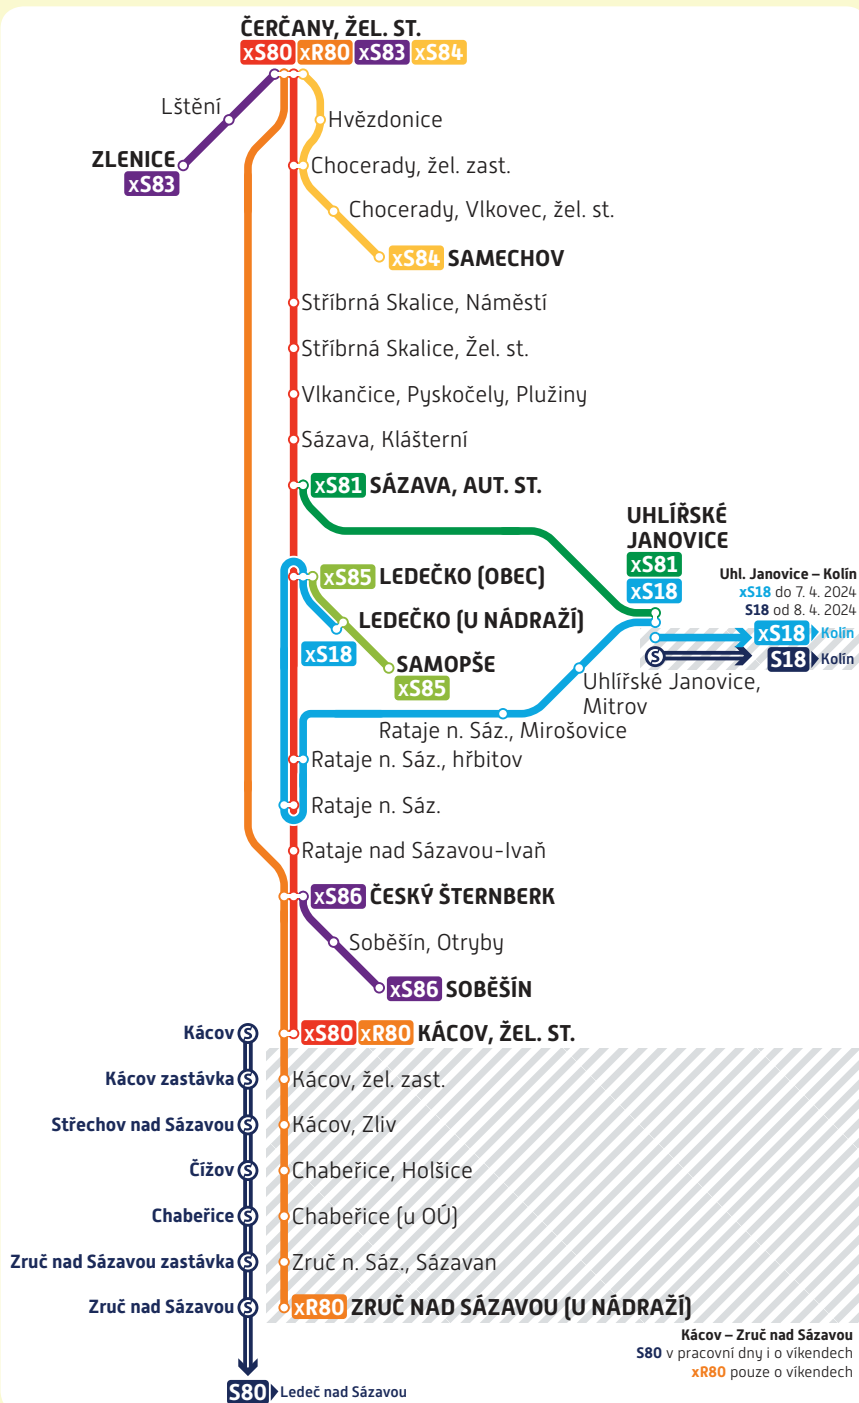 ČERČANY, ŽEL. ST.
xS80 xR80 xS83 xS84
Lštění
Hvězdonice
ZLENICE
xS83
Chocerady, žel. zast.
Chocerady, Vlkovec, žel. st.
xS84 SAMECHOV
Stříbrná Skalice, Náměstí
Stříbrná Skalice, Žel. st.
Vlkančice, Pyskočely, Plužiny
Sázava, Klášterní
xS81 SÁZAVA, AUT. ST.
UHLÍŘSKÉ
JANOVICE
xS81
xS18
Uhl. Janovice – Kolín
xS18 do 7. 4. 2024
S18 od 8. 4. 2024
xS18 Kolín
S S18 Kolín
xS85 LEDEČKO (OBEC)
LEDEČKO (U NÁDRAŽÍ)
xS18
SAMOPŠE
xS85
Uhlířské Janovice,
Mitrov
Rataje n. Sáz., Mirošovice
Rataje n. Sáz., hřbitov
Rataje n. Sáz.
Rataje nad Sázavou-Ivaň
xS86 ČESKÝ ŠTERNBERK
Soběšín, Otryby
xS86 SOBĚŠÍN
Kácov S xS80 xR80 KÁCOV, ŽEL. ST.
Kácov zastávka S Kácov, žel. zast.
Střechov nad Sázavou S Kácov, Zliv
Čížov S Chabeřice, Holšice
Chabeřice S Chabeřice (u OÚ)
Zruč nad Sázavou zastávka S Zruč n. Sáz., Sázavan
Zruč nad Sázavou S xR80 ZRUČ NAD SÁZAVOU (U NÁDRAŽÍ)
Kácov – Zruč nad Sázavou
S80 v pracovní dny i o víkendech
xR80 pouze o víkendech
S80 Ledeč nad Sázavou